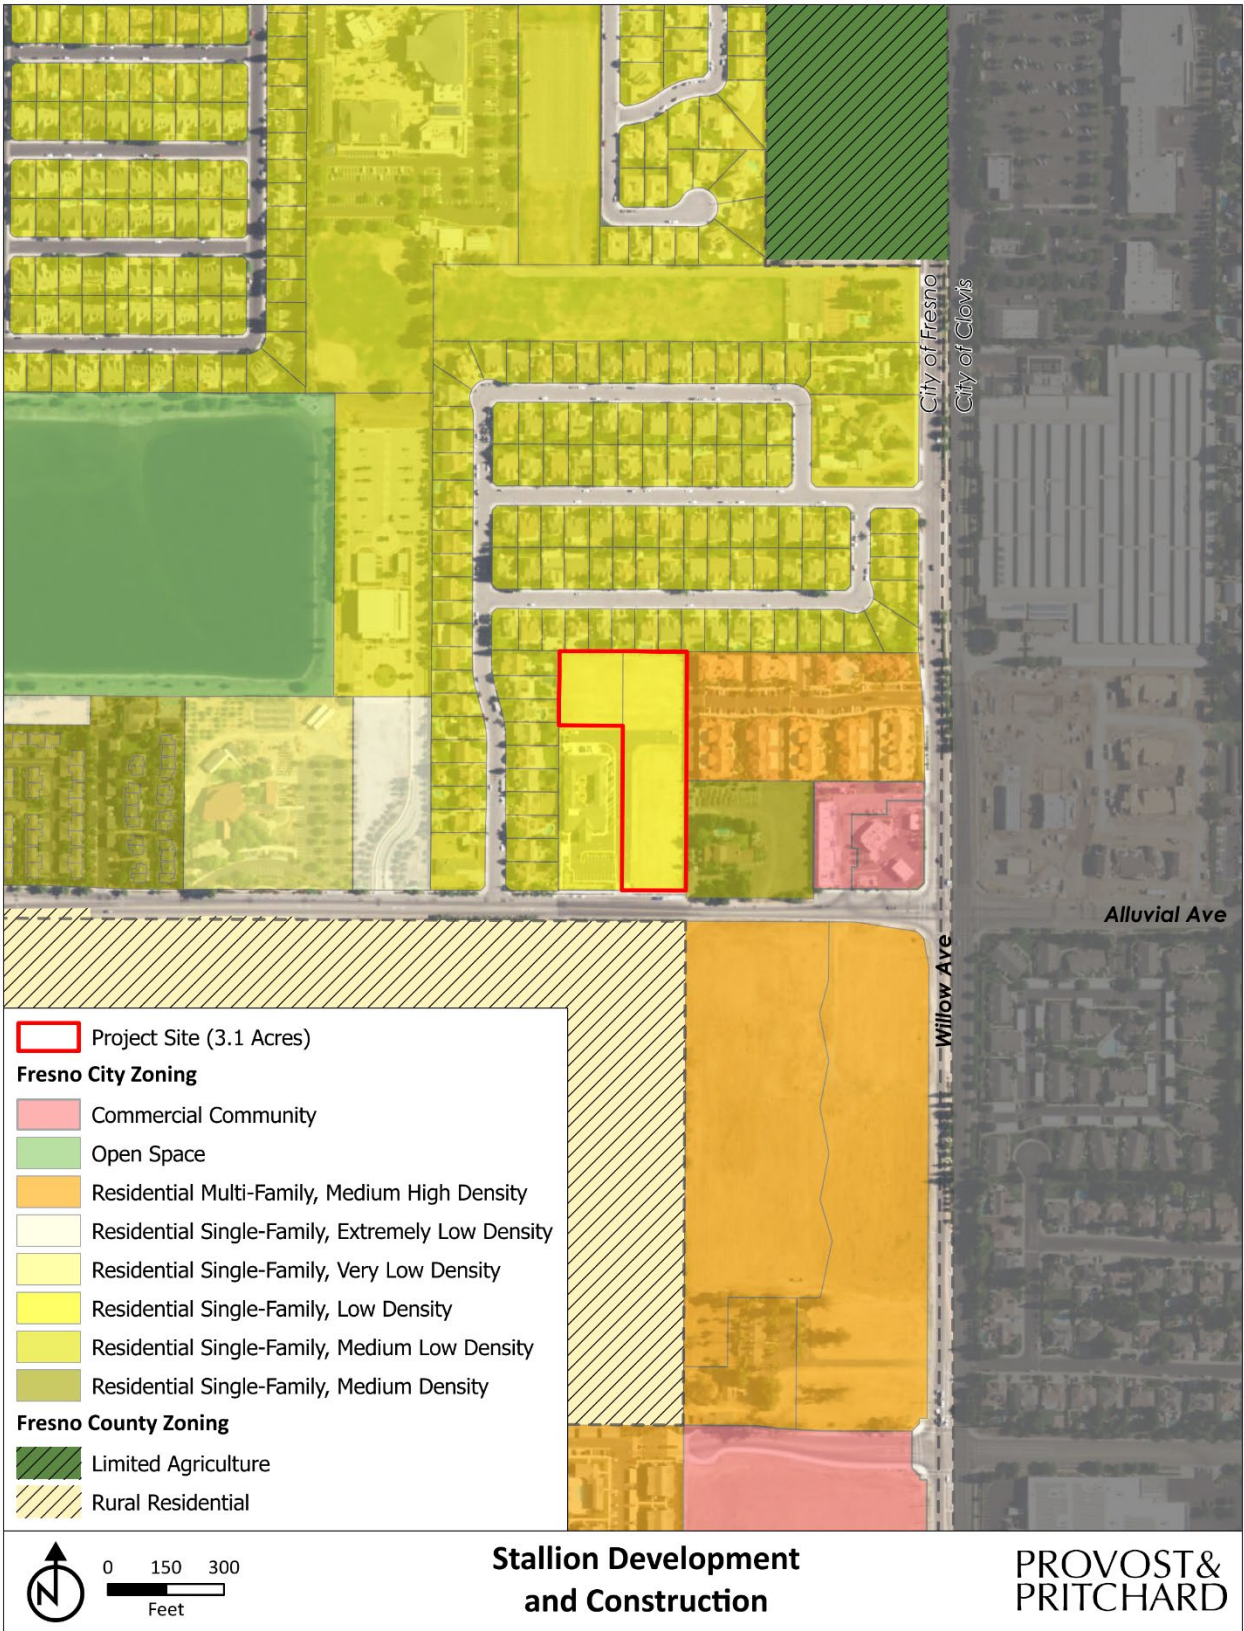 City of Fresno
City of Clovis
Alluvial Ave
Willow Ave
Project Site (3.1 Acres)
Fresno City Zoning
Commercial Community
Open Space
Residential Multi-Family, Medium High Density
Residential Single-Family, Extremely Low Density
Residential Single-Family, Very Low Density
Residential Single-Family, Low Density
Residential Single-Family, Medium Low Density
Residential Single-Family, Medium Density
Fresno County Zoning
Limited Agriculture
Rural Residential
N
0 150 300
Feet
Stallion Development
and Construction
PROVOST&
PRITCHARD